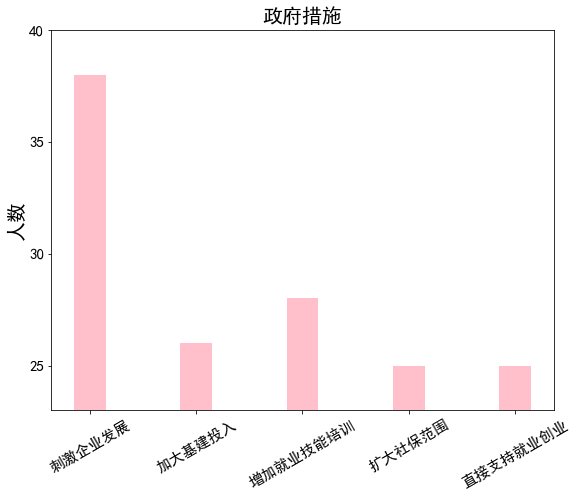 政府措施
人数
40
35
30
25
刺激企业发展
加大基建投入
增加就业技能培训
扩大社保范围
直接支持就业创业